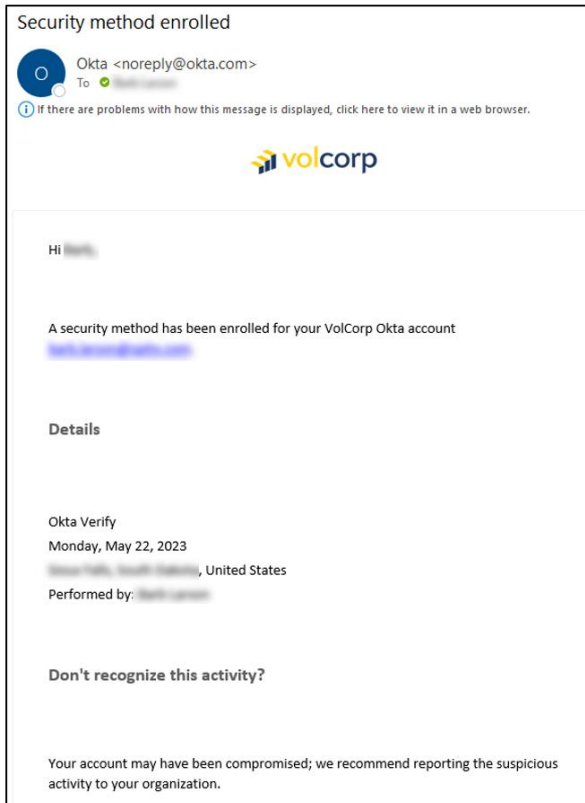 Security method enrolled
O
Okta <noreply@okta.com>
To
If there are problems with how this message is displayed, click here to view it in a web browser.
volcorp
Hi
A security method has been enrolled for your VolCorp Okta account
Details
Okta Verify
Monday, May 22, 2023
, United States
Performed by:
Don't recognize this activity?
Your account may have been compromised; we recommend reporting the suspicious
activity to your organization.